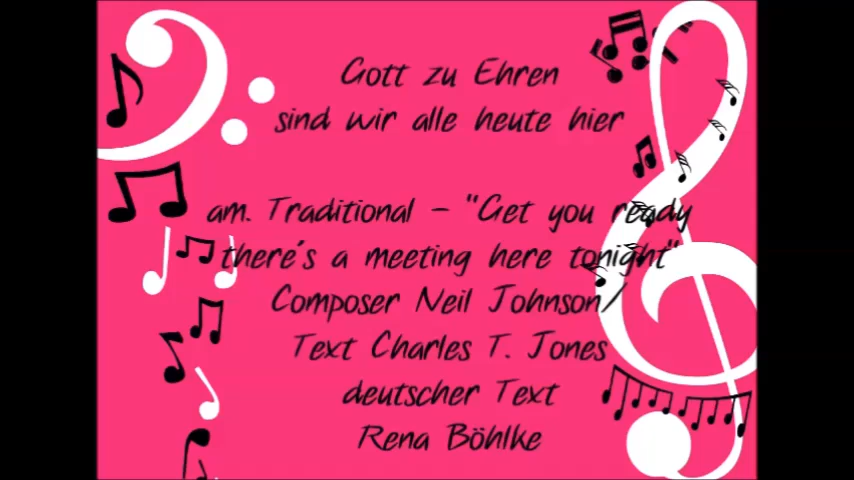 Gott zu Ehren
sind wir alle heute hier
am. Traditional - "Get you ready
there's a meeting here tonight"
Composer Neil Johnson/
Text Charles T. Jones
deutscher Text
Rena Böhlke